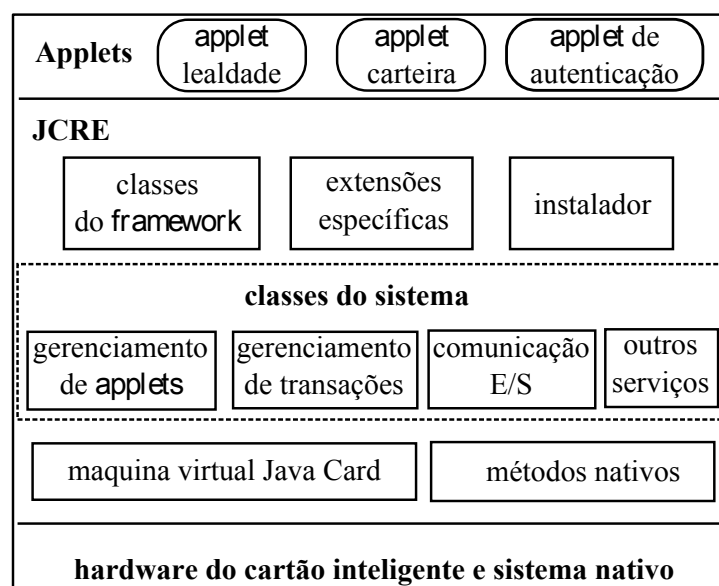 Applets
applet
lealdade
applet
carteira
applet de
autenticação
JCRE
classes
do framework
extensões
específicas
instalador
classes do sistema
gerenciamento
de applets
gerenciamento
de transações
comunicação
E/S
outros
serviços
maquina virtual Java Card
métodos nativos
hardware do cartão inteligente e sistema nativo